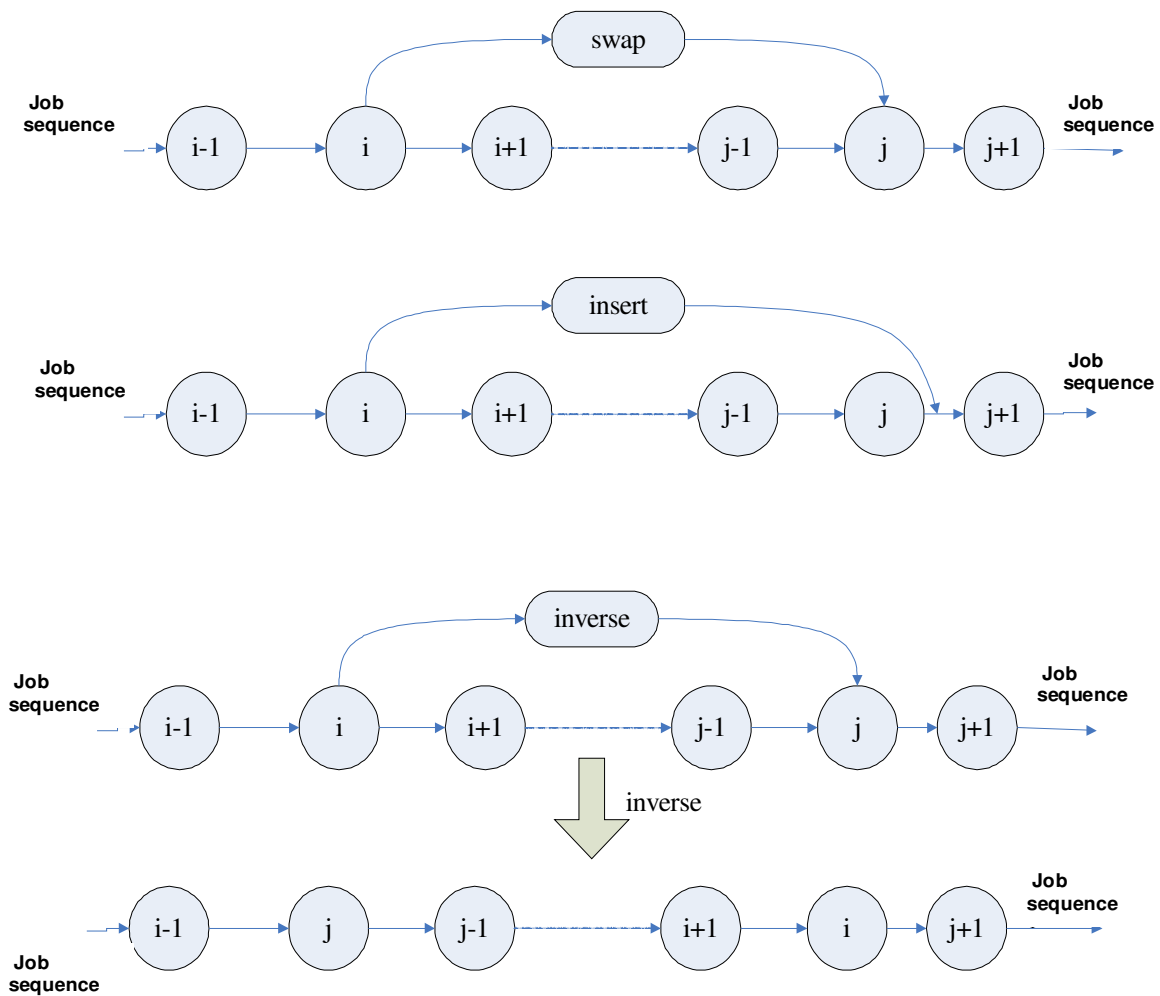 swap
Job
sequence
Job
sequence
i-1 i i+1 j-1 j j+1
insert
Job
sequence
Job
sequence
i-1 i i+1 j-1 j j+1
inverse
Job
sequence
Job
sequence
i-1 i i+1 j-1 j j+1
inverse
Job
sequence
i-1 j j-1 i+1 i j+1
Job
sequence